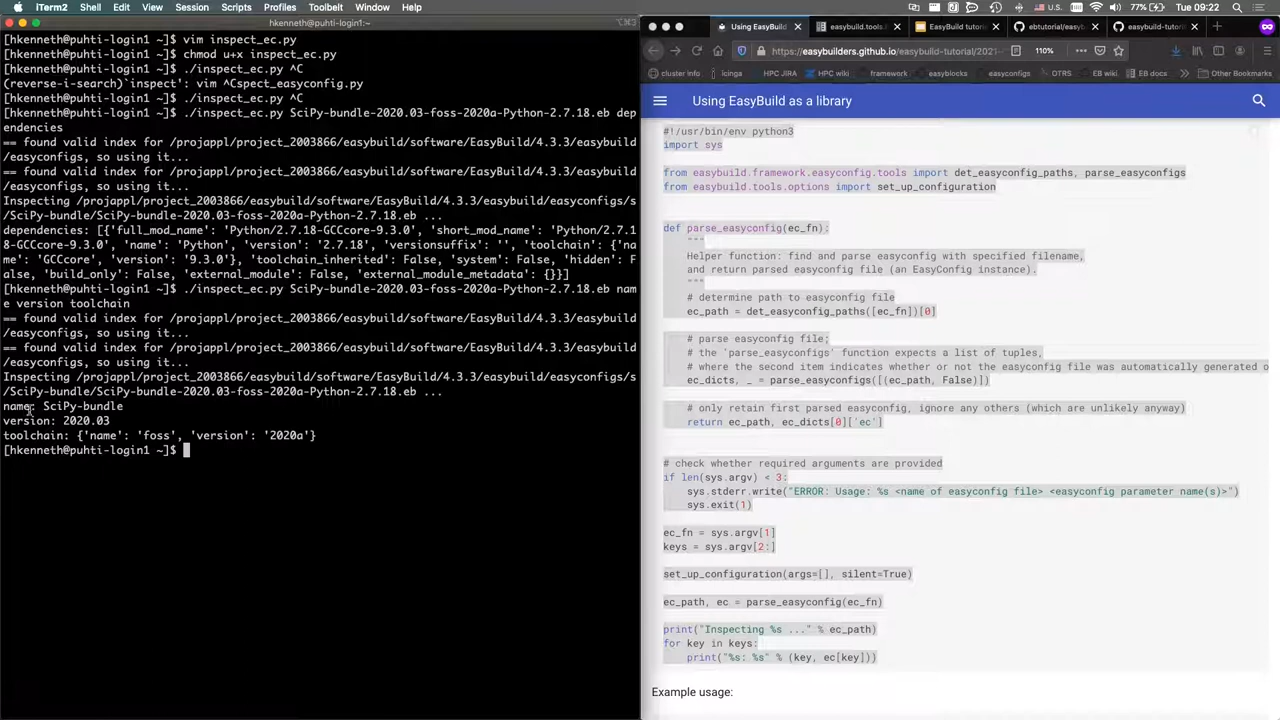 iTerm2 Shell Edit View Session Scripts Profiles Toolbelt Window Help
U.S. 77% Tue 09:22
hkenneth@puhti-login1:~
⌥⌘3
[hkenneth@puhti-login1 ~]$ vim inspect_ec.py
[hkenneth@puhti-login1 ~]$ chmod u+x inspect_ec.py
[hkenneth@puhti-login1 ~]$ ./inspect_ec.py ^C
(reverse-i-search)`inspect': vim ^Cspect_easyconfig.py
[hkenneth@puhti-login1 ~]$ ./inspect_ec.py ^C
[hkenneth@puhti-login1 ~]$ ./inspect_ec.py SciPy-bundle-2020.03-foss-2020a-Python-2.7.18.eb dep
endencies
== found valid index for /projappl/project_2003866/easybuild/software/EasyBuild/4.3.3/easybuild
/easyconfigs, so using it...
== found valid index for /projappl/project_2003866/easybuild/software/EasyBuild/4.3.3/easybuild
/easyconfigs, so using it...
Inspecting /projappl/project_2003866/easybuild/software/EasyBuild/4.3.3/easybuild/easyconfigs/s
/SciPy-bundle/SciPy-bundle-2020.03-foss-2020a-Python-2.7.18.eb ...
dependencies: [{'full_mod_name': 'Python/2.7.18-GCCcore-9.3.0', 'short_mod_name': 'Python/2.7.1
8-GCCcore-9.3.0', 'name': 'Python', 'version': '2.7.18', 'versionsuffix': '', 'toolchain': {'na
me': 'GCCcore', 'version': '9.3.0'}, 'toolchain_inherited': False, 'system': False, 'hidden': F
alse, 'build_only': False, 'external_module': False, 'external_module_metadata': {}}]
[hkenneth@puhti-login1 ~]$ ./inspect_ec.py SciPy-bundle-2020.03-foss-2020a-Python-2.7.18.eb nam
e version toolchain
== found valid index for /projappl/project_2003866/easybuild/software/EasyBuild/4.3.3/easybuild
/easyconfigs, so using it...
== found valid index for /projappl/project_2003866/easybuild/software/EasyBuild/4.3.3/easybuild
/easyconfigs, so using it...
Inspecting /projappl/project_2003866/easybuild/software/EasyBuild/4.3.3/easybuild/easyconfigs/s
/SciPy-bundle/SciPy-bundle-2020.03-foss-2020a-Python-2.7.18.eb ...
name: SciPy-bundle
version: 2020.03
toolchain: {'name': 'foss', 'version': '2020a'}
[hkenneth@puhti-login1 ~]$
Using EasyBuild as a library
easybuild.tools.
EasyBuild tutori
ebtutorial/easyb
easybuild-tutorial
https://easybuilders.github.io/easybuild-tutorial/2021- 110%
cluster info icinga HPC JIRA HPC wiki framework easyblocks easyconfigs OTRS EB wiki EB docs >> Other Bookmarks
Using EasyBuild as a library
#!/usr/bin/env python3
import sys
from easybuild.framework.easyconfig.tools import det_easyconfig_paths, parse_easyconfigs
from easybuild.tools.options import set_up_configuration
def parse_easyconfig(ec_fn):
"""
Helper function: find and parse easyconfig with specified filename,
and return parsed easyconfig file (an EasyConfig instance).
"""
# determine path to easyconfig file
ec_path = det_easyconfig_paths([ec_fn])[0]
# parse easyconfig file;
# the `parse_easyconfigs` function expects a list of tuples,
# where the second item indicates whether or not the easyconfig file was automatically generated o
ec_dicts, _ = parse_easyconfigs([(ec_path, False)])
# only retain first parsed easyconfig, ignore any others (which are unlikely anyway)
return ec_path, ec_dicts[0]['ec']
# check whether required arguments are provided
if len(sys.argv) < 3:
sys.stderr.write("ERROR: Usage: %s <name of easyconfig file> <easyconfig parameter name(s)>")
sys.exit(1)
ec_fn = sys.argv[1]
keys = sys.argv[2:]
set_up_configuration(args=[], silent=True)
ec_path, ec = parse_easyconfig(ec_fn)
print("Inspecting %s ..." % ec_path)
for key in keys:
print("%s: %s" % (key, ec[key]))
Example usage: